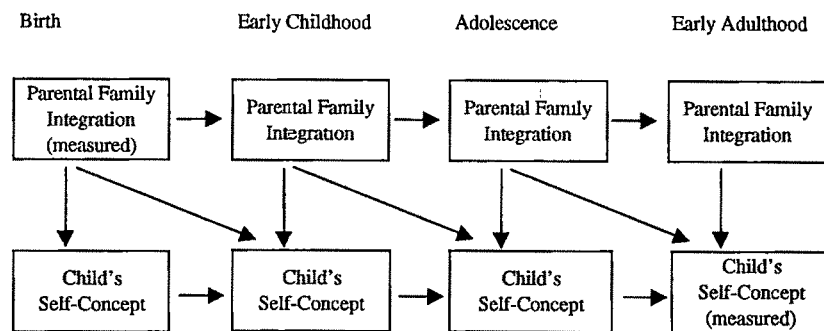 Birth
Early Childhood
Adolescence
Early Adulthood
Parental Family
Integration
(measured)
Parental Family
Integration
Parental Family
Integration
Parental Family
Integration
Child's
Self-Concept
Child's
Self-Concept
Child's
Self-Concept
Child's
Self-Concept
(measured)